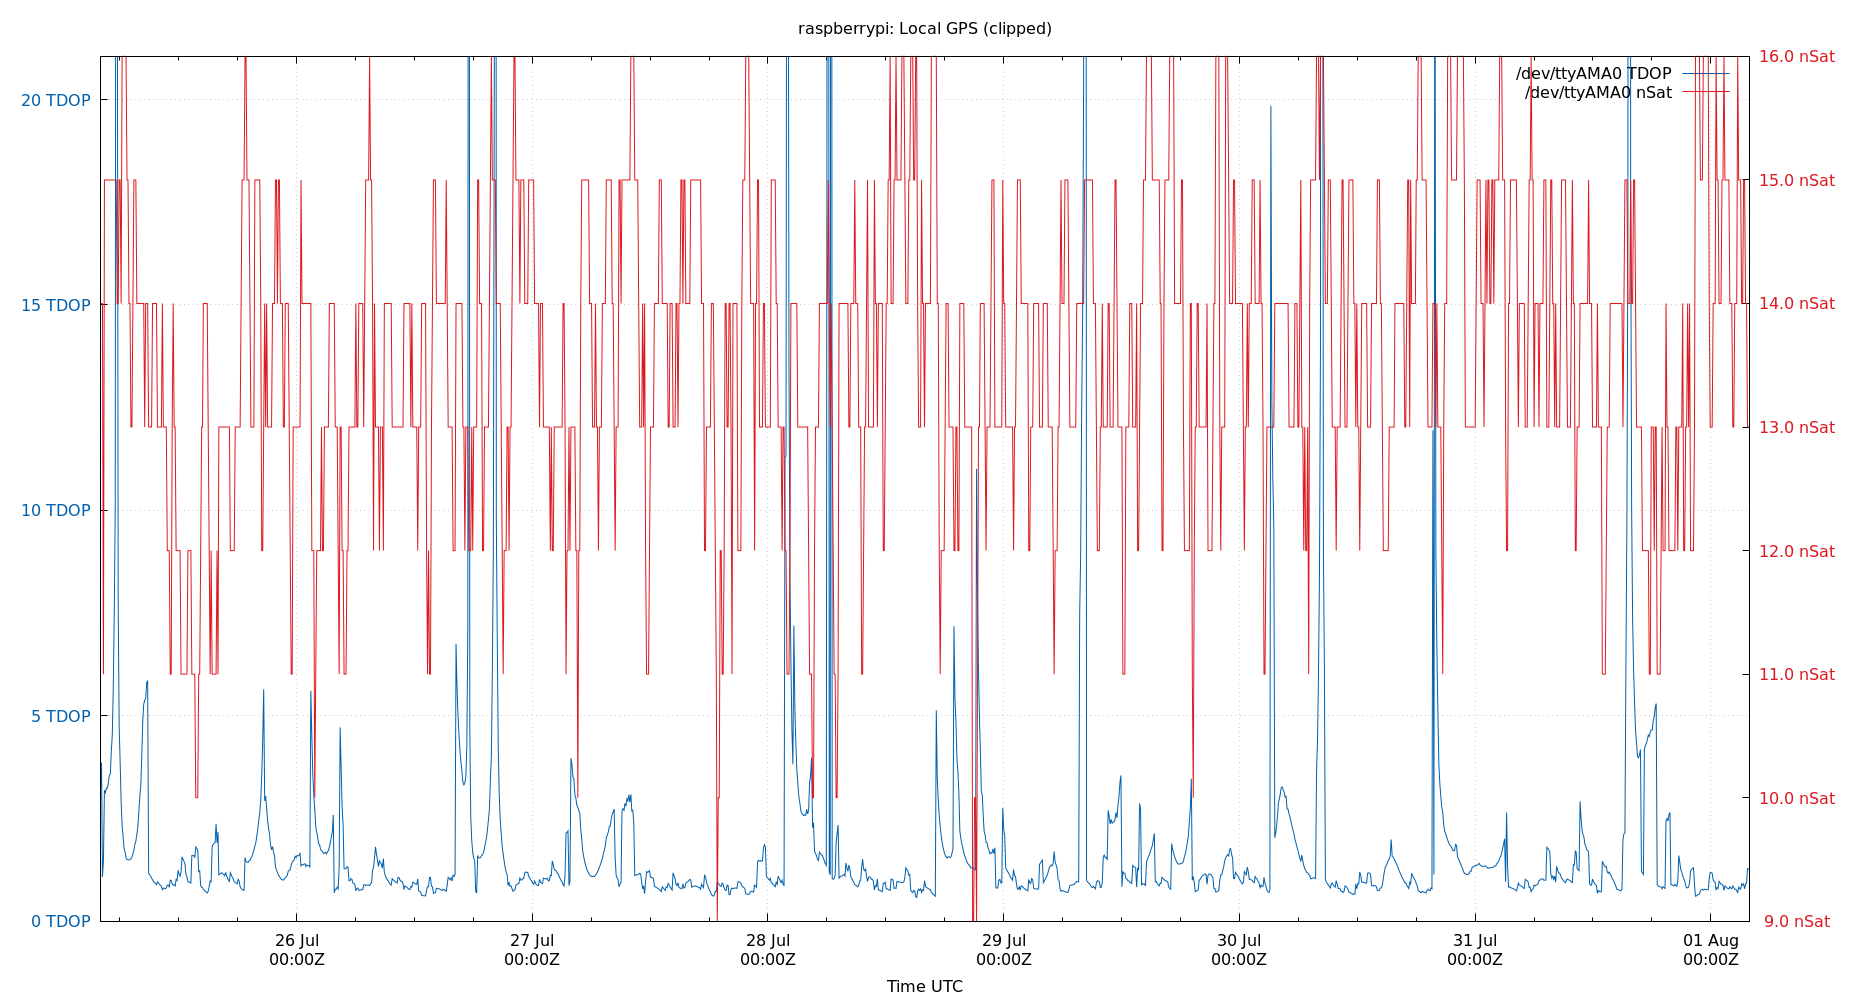 raspberrypi: Local GPS (clipped)
/dev/ttyAMA0 TDOP
/dev/ttyAMA0 nSat
20 TDOP
15 TDOP
10 TDOP
5 TDOP
0 TDOP
16.0 nSat
15.0 nSat
14.0 nSat
13.0 nSat
12.0 nSat
11.0 nSat
10.0 nSat
9.0 nSat
26 Jul
00:00Z
27 Jul
00:00Z
28 Jul
00:00Z
29 Jul
00:00Z
30 Jul
00:00Z
31 Jul
00:00Z
01 Aug
00:00Z
Time UTC